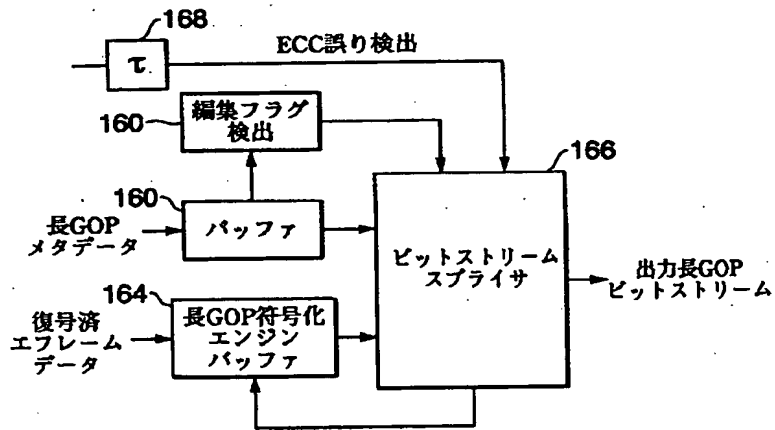 168
τ
ECC誤り検出
160
編集フラグ
検出
166
160
長GOP
メタデータ
バッファ
ビットストリーム
スプライサ
出力長GOP
ビットストリーム
164
復号済
エフレーム
データ
長GOP符号化
エンジン
バッファ